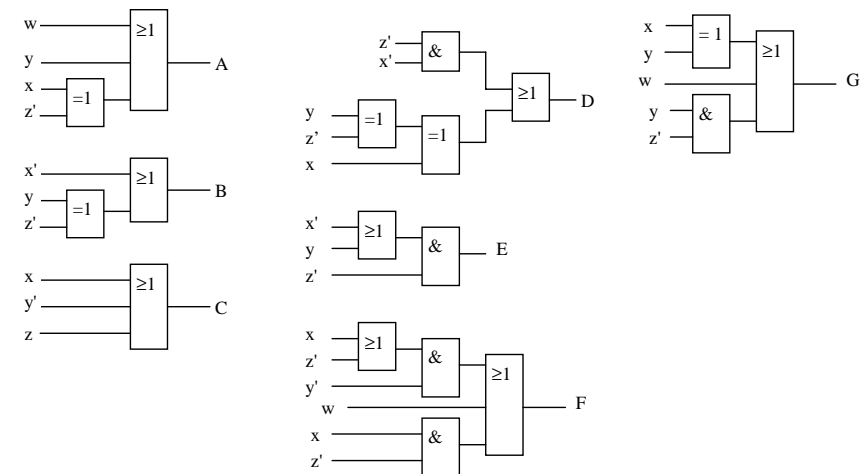 w
≥1
y
A
x
=1
z'
x'
≥1
y
B
=1
z'
x
≥1
y'
C
z
z'
&
x'
≥1
D
y
=1
z’
=1
x
x'
≥1
&
y
E
z'
x
≥1
&
z'
≥1
y'
w
F
x
&
z'
x
= 1
≥1
y
w
G
y
&
z'